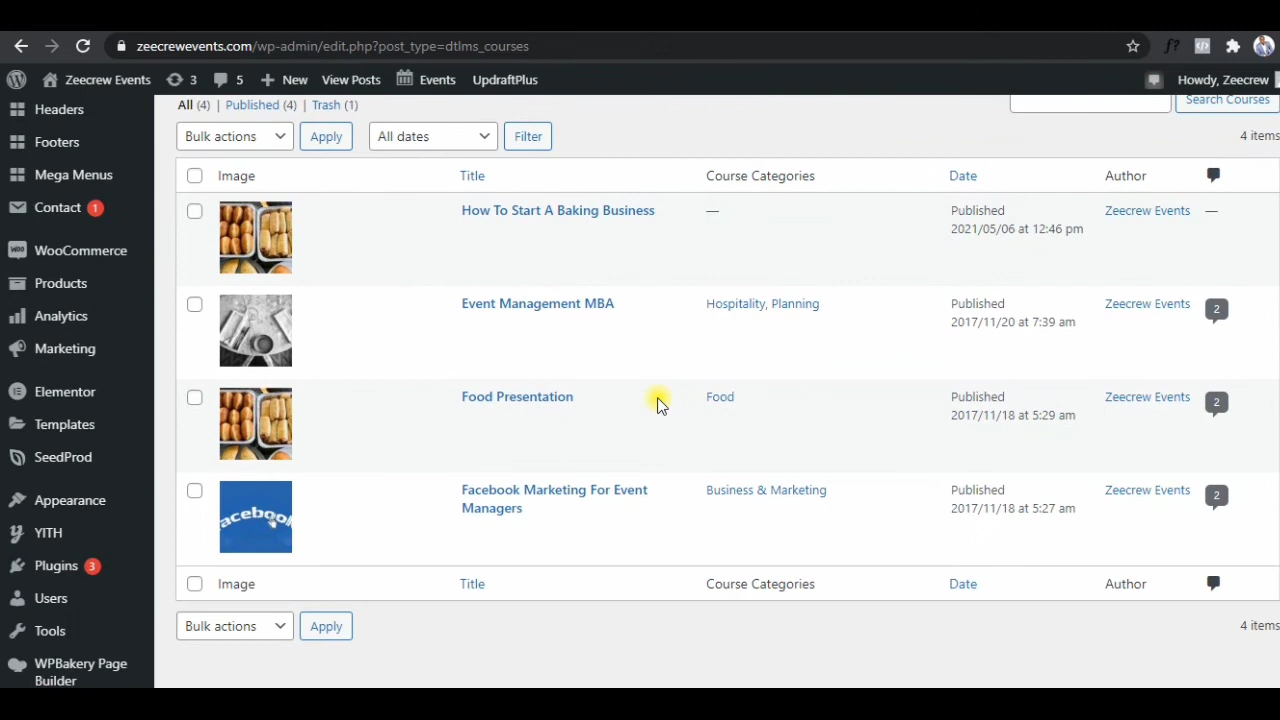 zeecrewevents.com/wp-admin/edit.php?post_type=dtlms_courses
Zeecrew Events 3 5 New View Posts Events UpdraftPlus Howdy, Zeecrew
Headers
Footers
Mega Menus
Contact 1
WooCommerce
Products
Analytics
Marketing
Elementor
Templates
SeedProd
Appearance
YITH
Plugins 3
Users
Tools
WPBakery Page
Builder
All (4) | Published (4) | Trash (1)
Search Courses
Bulk actions Apply All dates Filter
4 items
Image Title Course Categories Date Author
How To Start A Baking Business — Published Zeecrew Events —
2021/05/06 at 12:46 pm
Event Management MBA Hospitality, Planning Published Zeecrew Events 2
2017/11/20 at 7:39 am
Food Presentation Food Published Zeecrew Events 2
2017/11/18 at 5:29 am
Facebook Marketing For Event Business & Marketing Published Zeecrew Events 2
Managers 2017/11/18 at 5:27 am
acebook
Image Title Course Categories Date Author
Bulk actions Apply
4 items